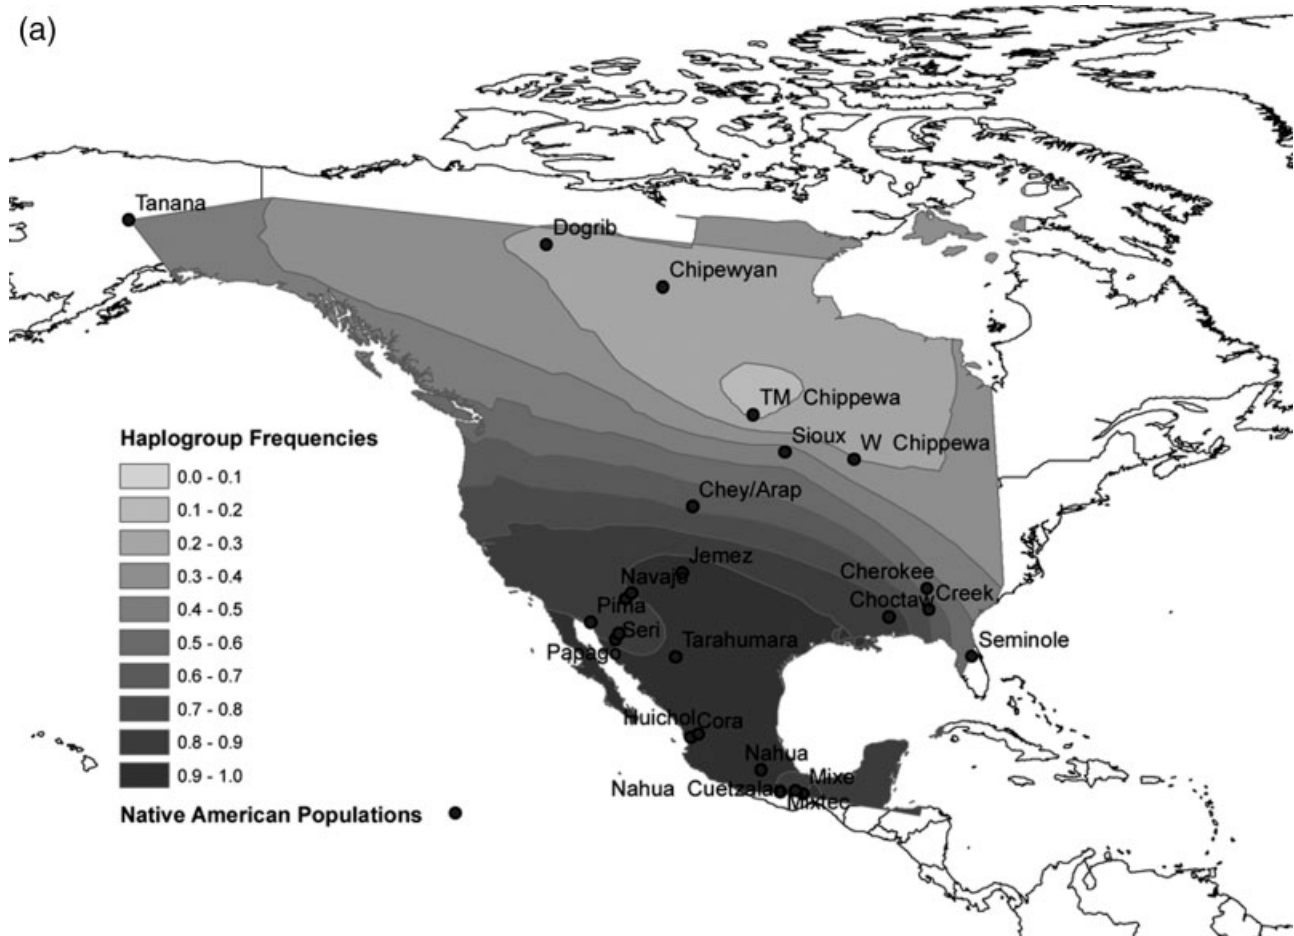 (a)
Tanana
Dogrib
Chipewyan
TM Chippewa
Sioux
W Chippewa
Haplogroup Frequencies
0.0 - 0.1
0.1 - 0.2
0.2 - 0.3
0.3 - 0.4
0.4 - 0.5
0.5 - 0.6
0.6 - 0.7
0.7 - 0.8
0.8 - 0.9
0.9 - 1.0
Native American Populations
Chey/Arap
Jemez
Navajo
Cherokee
Creek
Choctaw
Pima
Seri
Papago
Tarahumara
Seminole
Huichol
Cora
Nahua
Mixe
Nahua Cuetzala
Mixtec